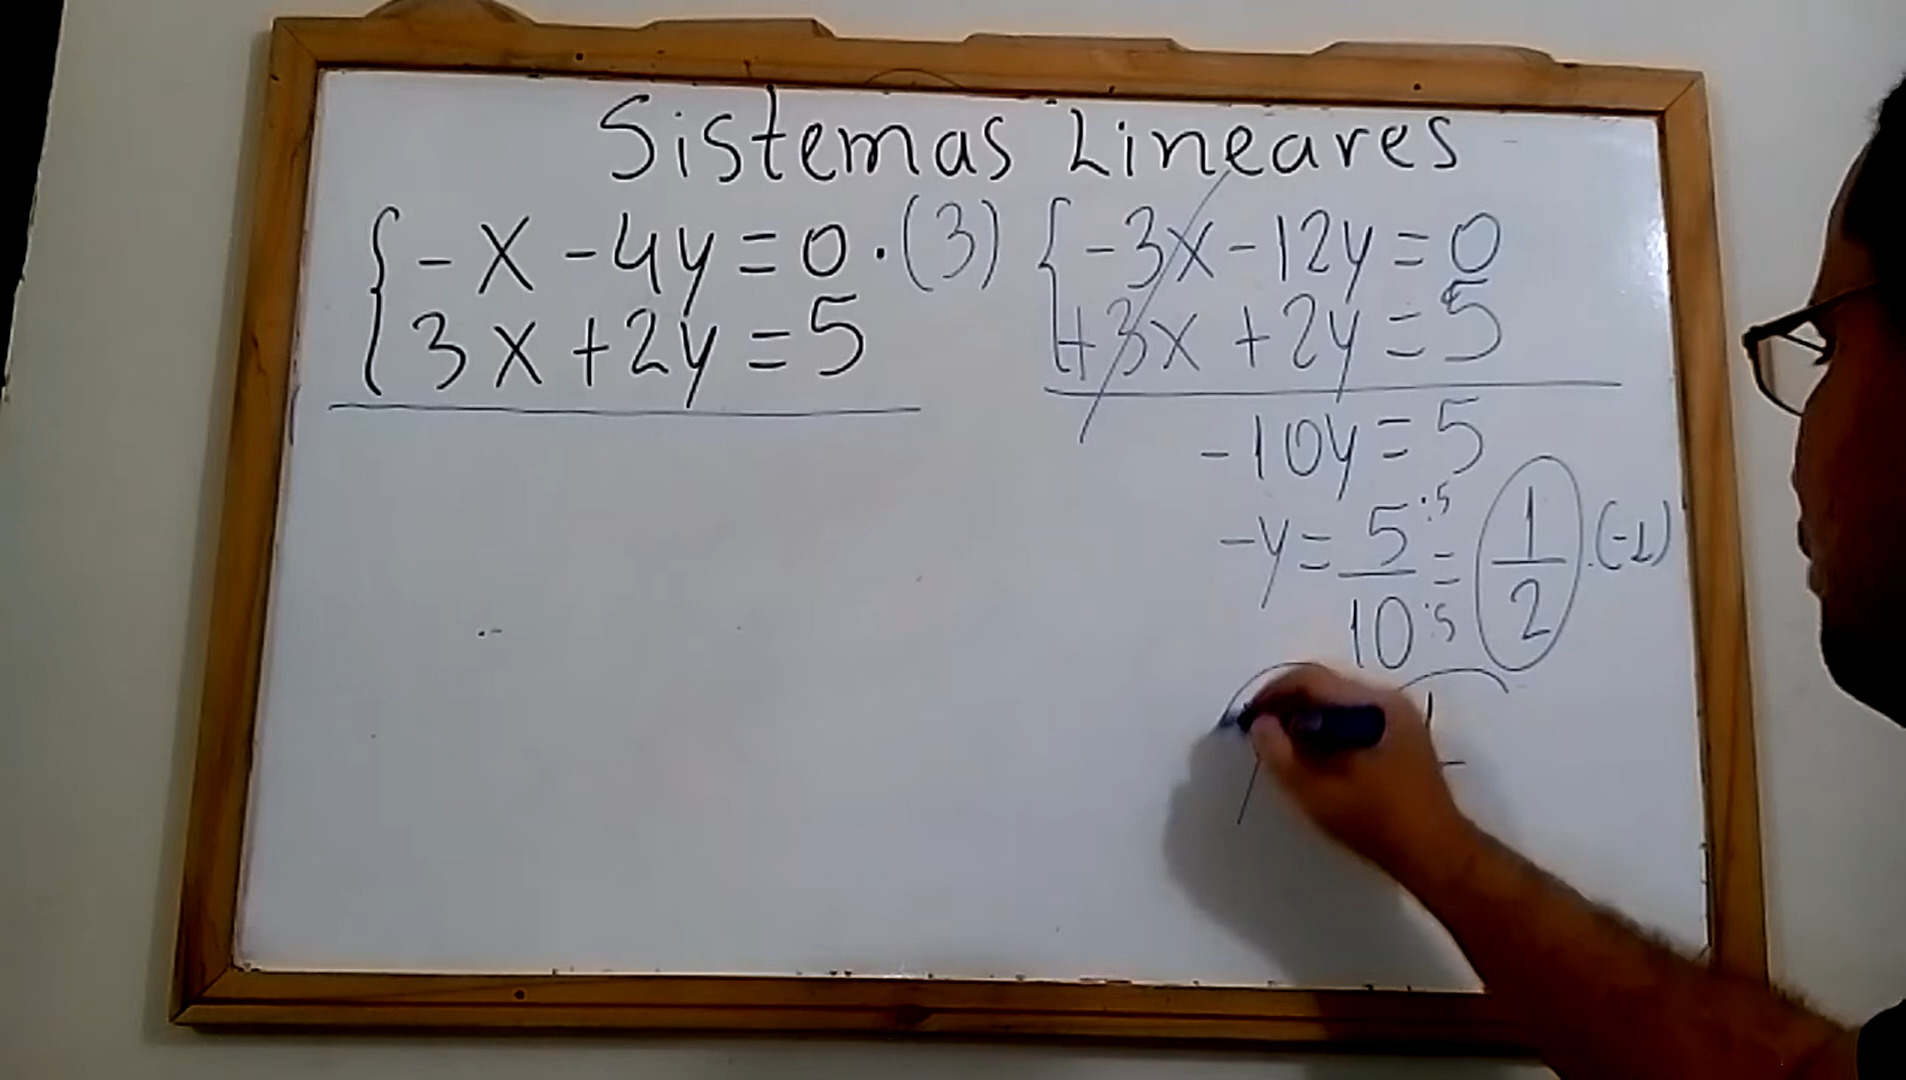 Sistemas Lineares
{ -x -4y = 0 · (3)
{ 3x + 2y = 5
{ -3x - 12y = 0
+3x + 2y = 5
-10y = 5
-y = 5:5 / 10:5 = 1/2 .(-1)